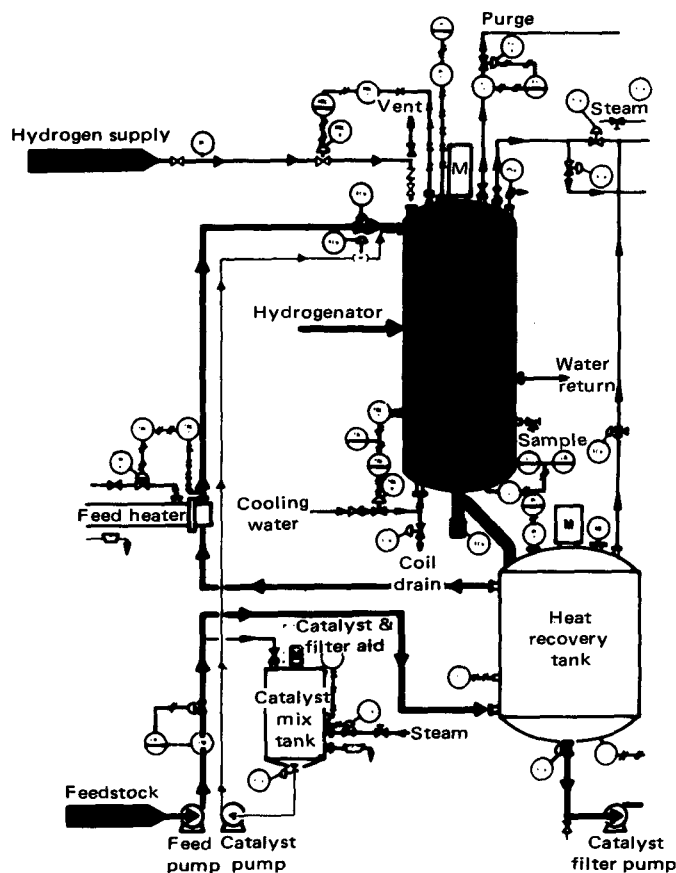 Purge
Vent
Steam
Hydrogen supply
M
Hydrogenator
Water
return
Sample
Cooling
water
Feed heater
Coil
drain
M
Heat
recovery
tank
Catalyst &
filter aid
Catalyst
mix
tank
Steam
Feedstock
Feed
pump
Catalyst
pump
Catalyst
filter pump